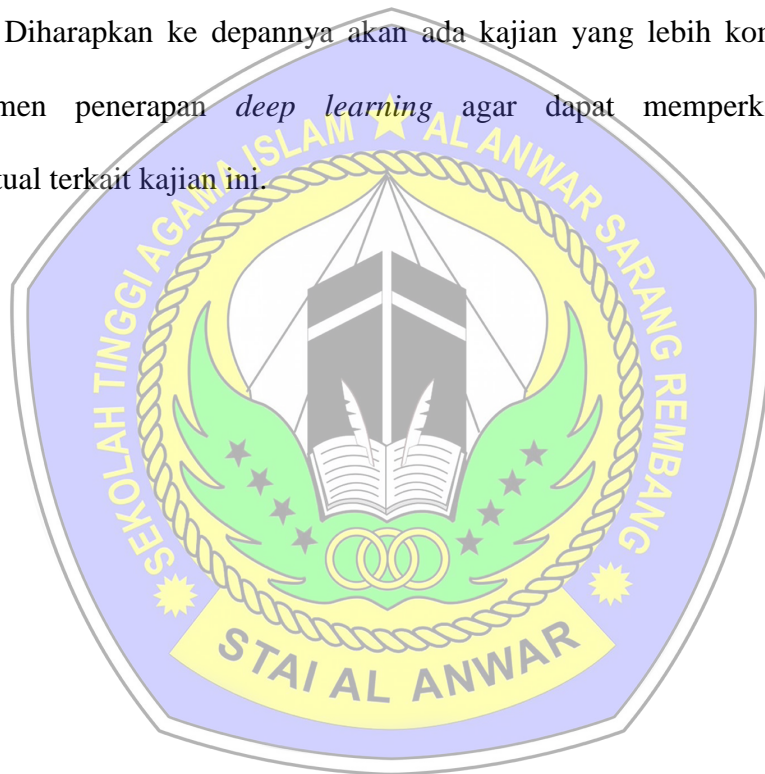 Diharapkan ke depannya akan ada kajian yang lebih kor
men penerapan deep learning agar dapat memperk
tual terkait kajian ini.
SEKOLAH TINGGI AGAMA ISLAM ★ AL ANWAR SARANG REMBANG
STAI AL ANWAR